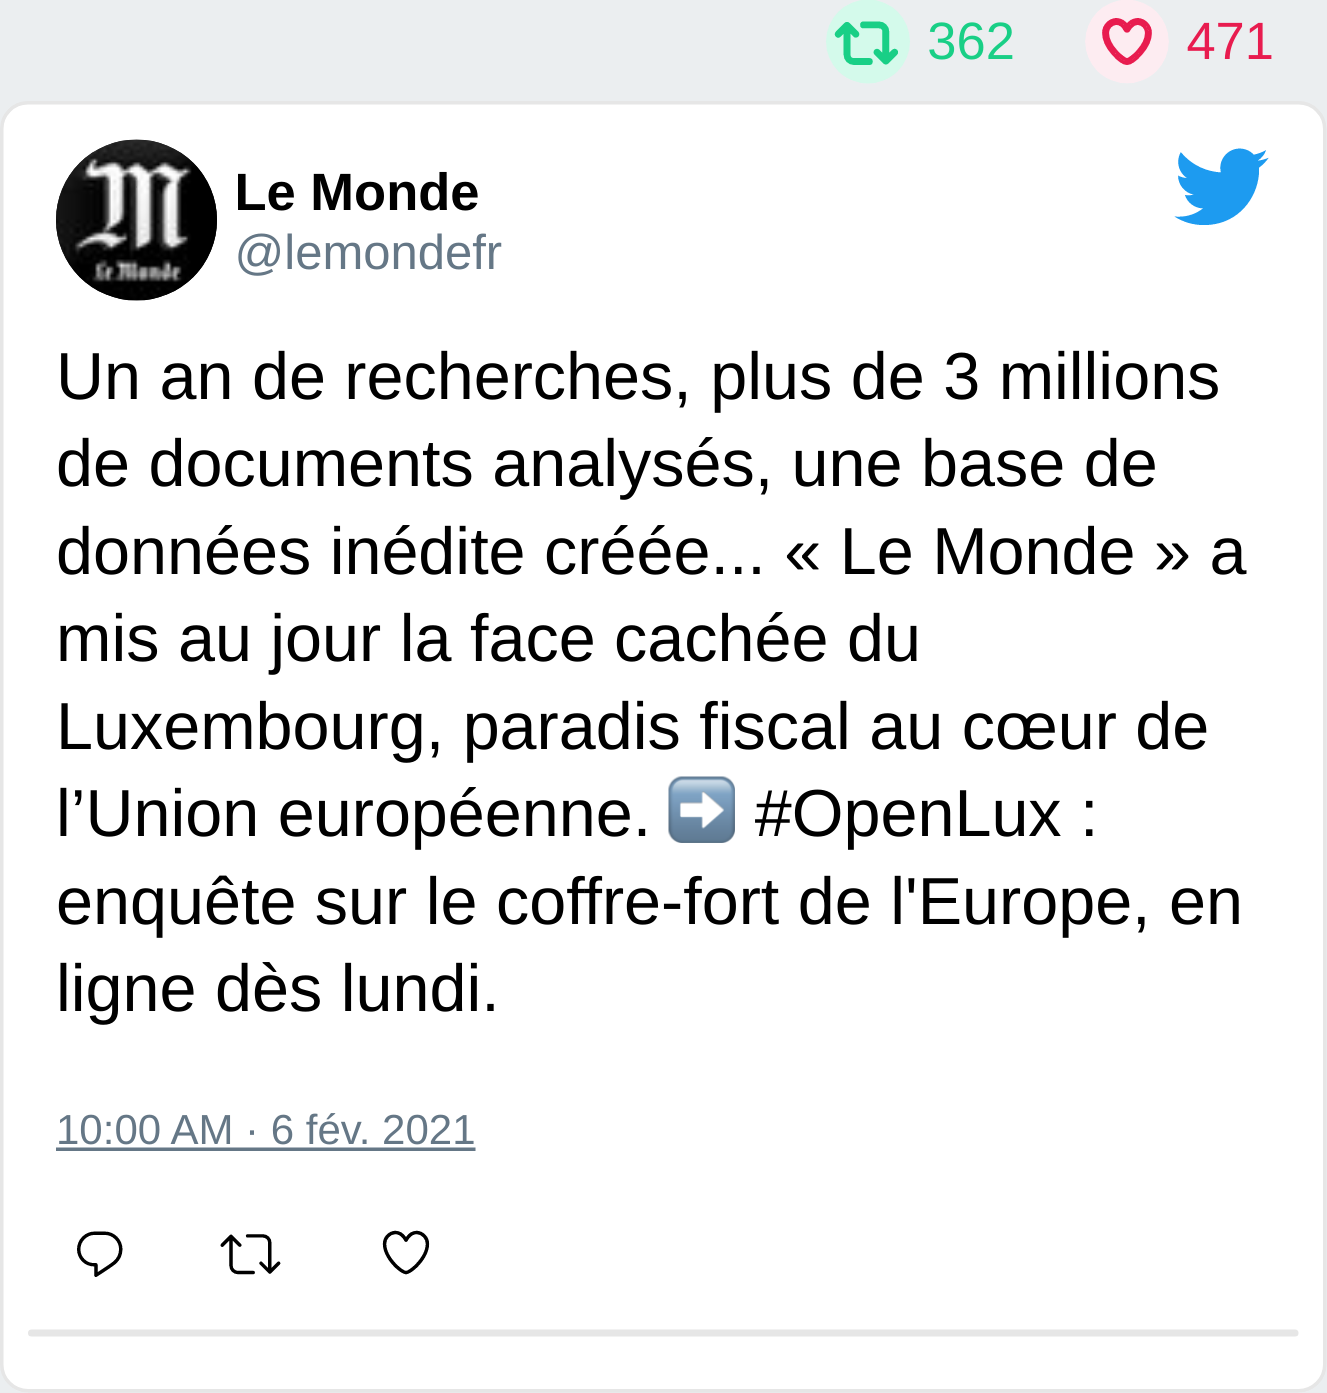 362 471
Le Monde
Le Monde
@lemondefr
Un an de recherches, plus de 3 millions
de documents analysés, une base de
données inédite créée... « Le Monde » a
mis au jour la face cachée du
Luxembourg, paradis fiscal au cœur de
l’Union européenne. ➡️ #OpenLux :
enquête sur le coffre-fort de l'Europe, en
ligne dès lundi.
10:00 AM · 6 fév. 2021